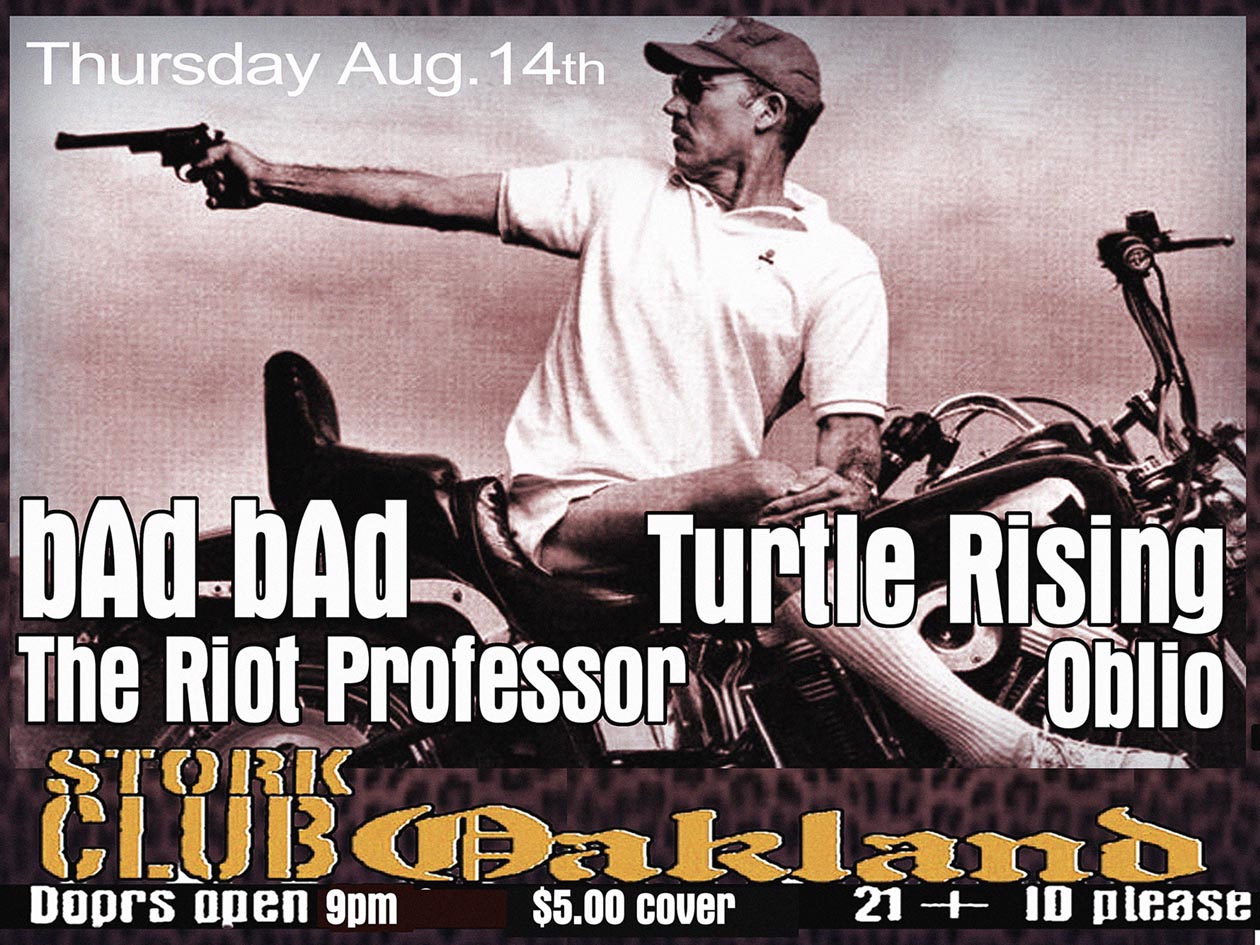 Thursday Aug.14th
bAd bAd
Turtle Rising
The Riot Professor
Oblio
STORK
CLUB Oakland
Doors open 9pm $5.00 cover 21 + ID please